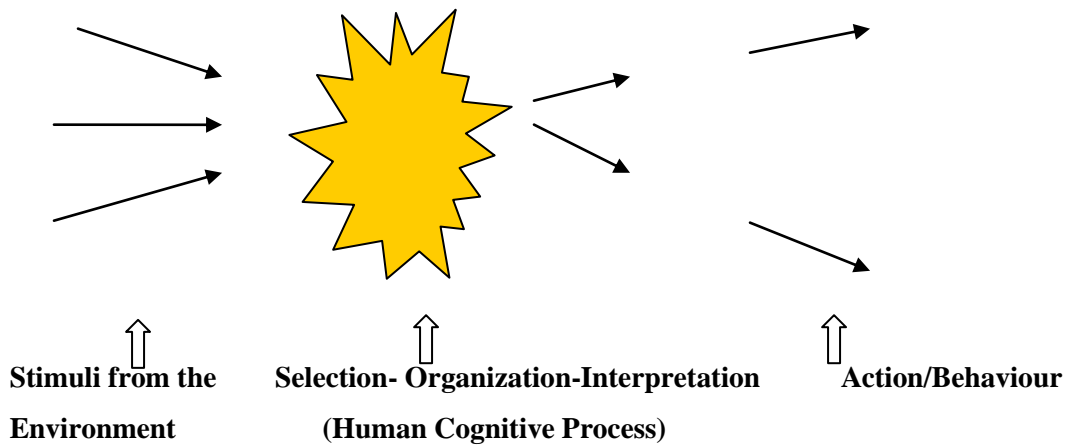 Stimuli from the Selection- Organization-Interpretation Action/Behaviour
Environment (Human Cognitive Process)